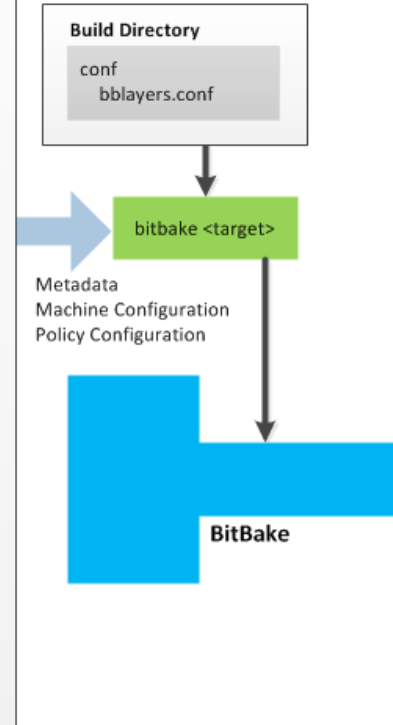 Build Directory
conf
bblayers.conf
bitbake <target>
Metadata
Machine Configuration
Policy Configuration
BitBake